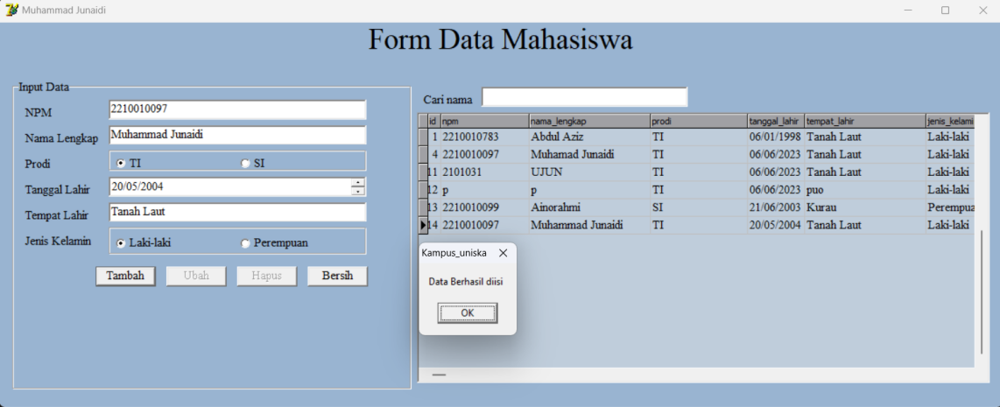 Muhammad Junaidi
Form Data Mahasiswa
Input Data
NPM 2210010097
Nama Lengkap Muhammad Junaidi
Prodi TI SI
Tanggal Lahir 20/05/2004
Tempat Lahir Tanah Laut
Jenis Kelamin Laki-laki Perempuan
Tambah Ubah Hapus Bersih
Cari nama
id npm nama_lengkap prodi tanggal_lahir tempat_lahir jenis_kelami
1 2210010783 Abdul Aziz TI 06/01/1998 Tanah Laut Laki-laki
4 2210010097 Muhamad Junaidi TI 06/06/2023 Tanah Laut Laki-laki
11 2101031 UJUN TI 06/06/2023 Tanah Laut Laki-laki
12 p p TI 06/06/2023 puo Laki-laki
13 2210010099 Ainorahmi SI 21/06/2003 Kurau Perempua
14 2210010097 Muhammad Junaidi TI 20/05/2004 Tanah Laut Laki-laki
Kampus_uniska
Data Berhasil diisi
OK